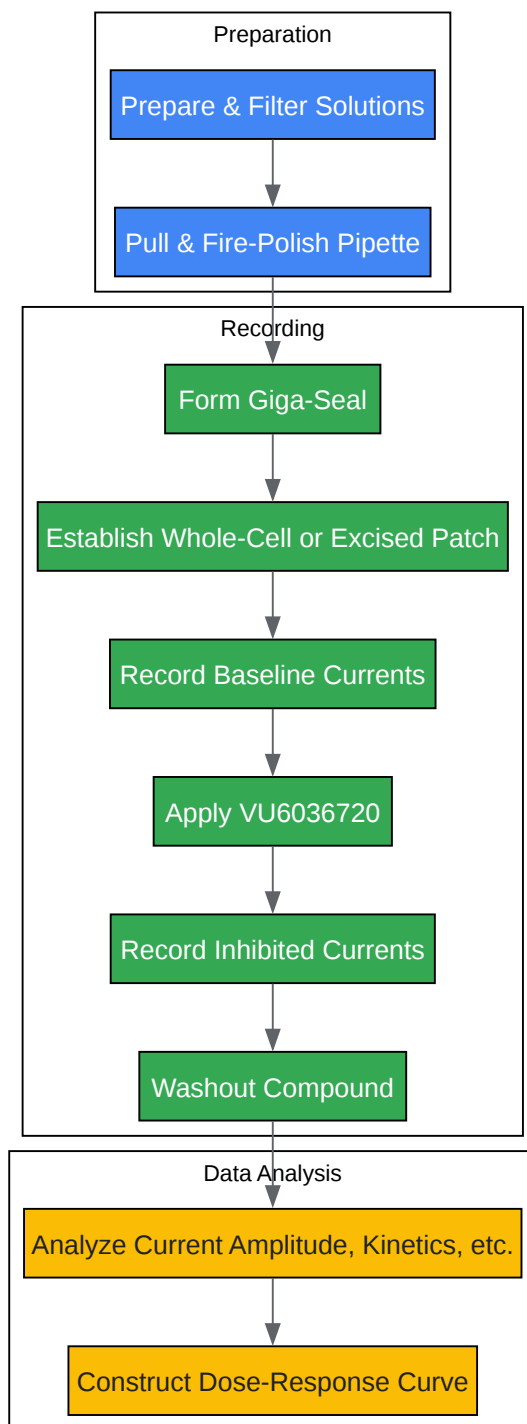 Preparation
Prepare & Filter Solutions
Pull & Fire-Polish Pipette
Recording
Form Giga-Seal
Establish Whole-Cell or Excised Patch
Record Baseline Currents
Apply VU6036720
Record Inhibited Currents
Washout Compound
Data Analysis
Analyze Current Amplitude, Kinetics, etc.
Construct Dose-Response Curve